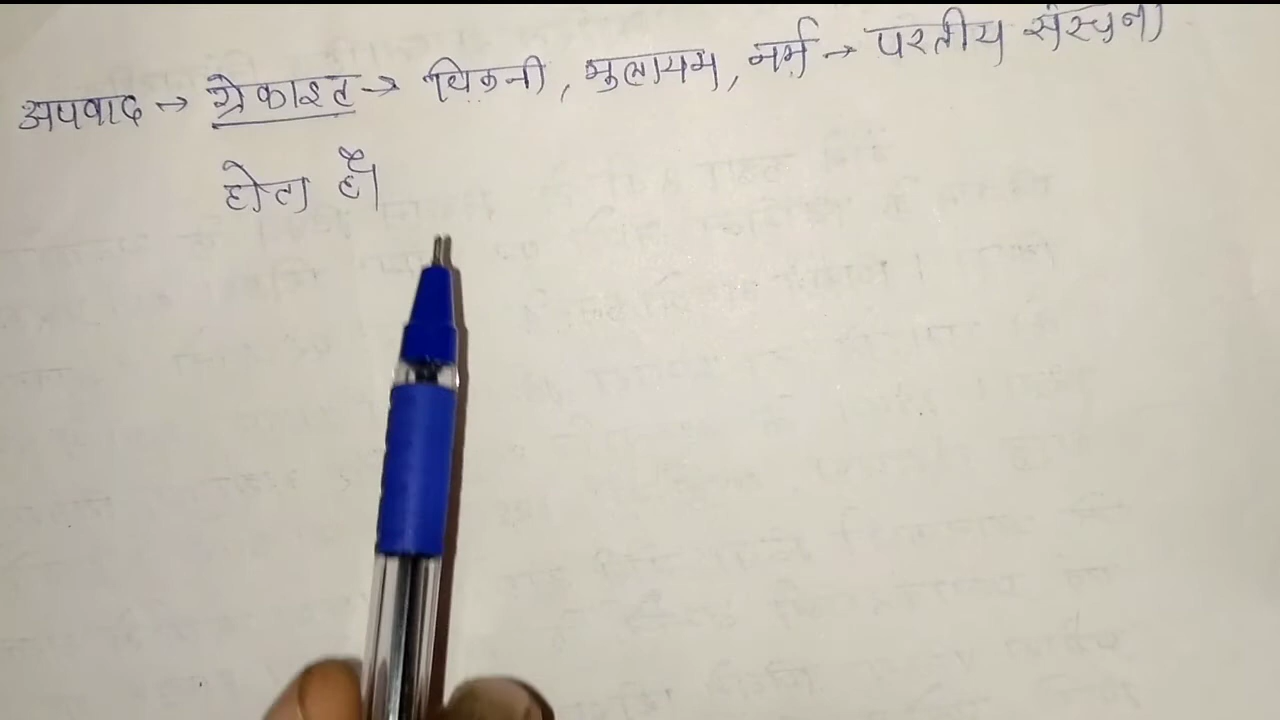 अपवाद → ग्रेफाइट → चिकनी, मुलायम, नर्म → परतीय संरचना
होता है।